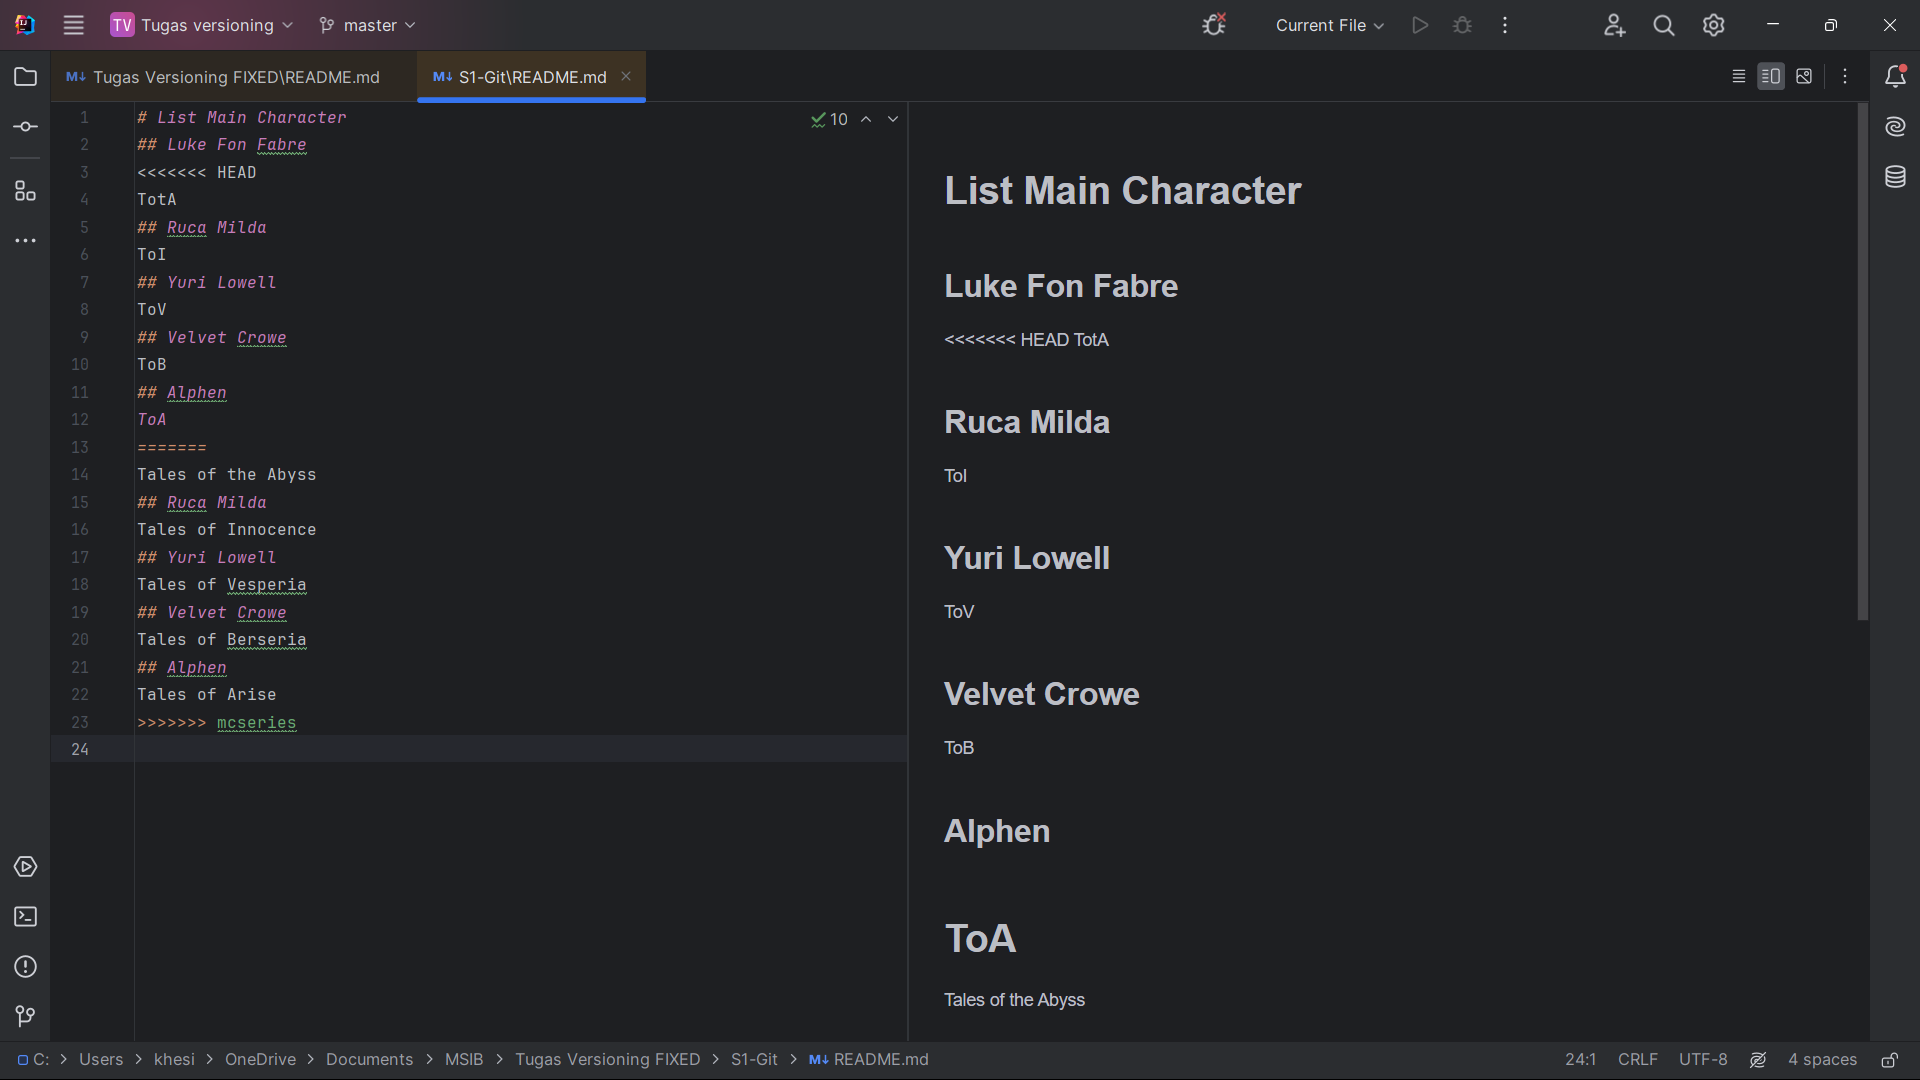 TV Tugas versioning master Current File
Tugas Versioning FIXED\README.md S1-Git\README.md
10
1 # List Main Character
2 ## Luke Fon Fabre
3 <<<<<<< HEAD
4 TotA
5 ## Ruca Milda
6 ToI
7 ## Yuri Lowell
8 ToV
9 ## Velvet Crowe
10 ToB
11 ## Alphen
12 ToA
13 =======
14 Tales of the Abyss
15 ## Ruca Milda
16 Tales of Innocence
17 ## Yuri Lowell
18 Tales of Vesperia
19 ## Velvet Crowe
20 Tales of Berseria
21 ## Alphen
22 Tales of Arise
23 >>>>>>> mcseries
24
List Main Character
Luke Fon Fabre
<<<<<<< HEAD TotA
Ruca Milda
ToI
Yuri Lowell
ToV
Velvet Crowe
ToB
Alphen
ToA
Tales of the Abyss
C: > Users > khesi > OneDrive > Documents > MSIB > Tugas Versioning FIXED > S1-Git > README.md 24:1 CRLF UTF-8 4 spaces